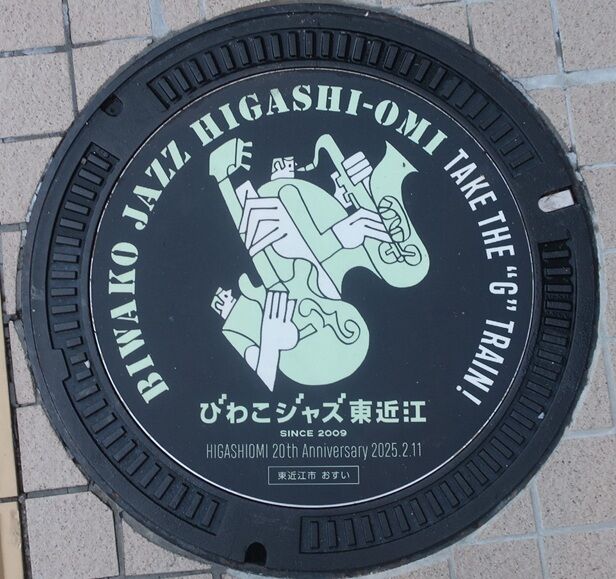 BIWAKO JAZZ HIGASHI-OMI
TAKE THE "G" TRAIN!
びわこジャズ東近江
SINCE 2009
HIGASHIOMI 20th Anniversary 2025.2.11
東近江市 おすい